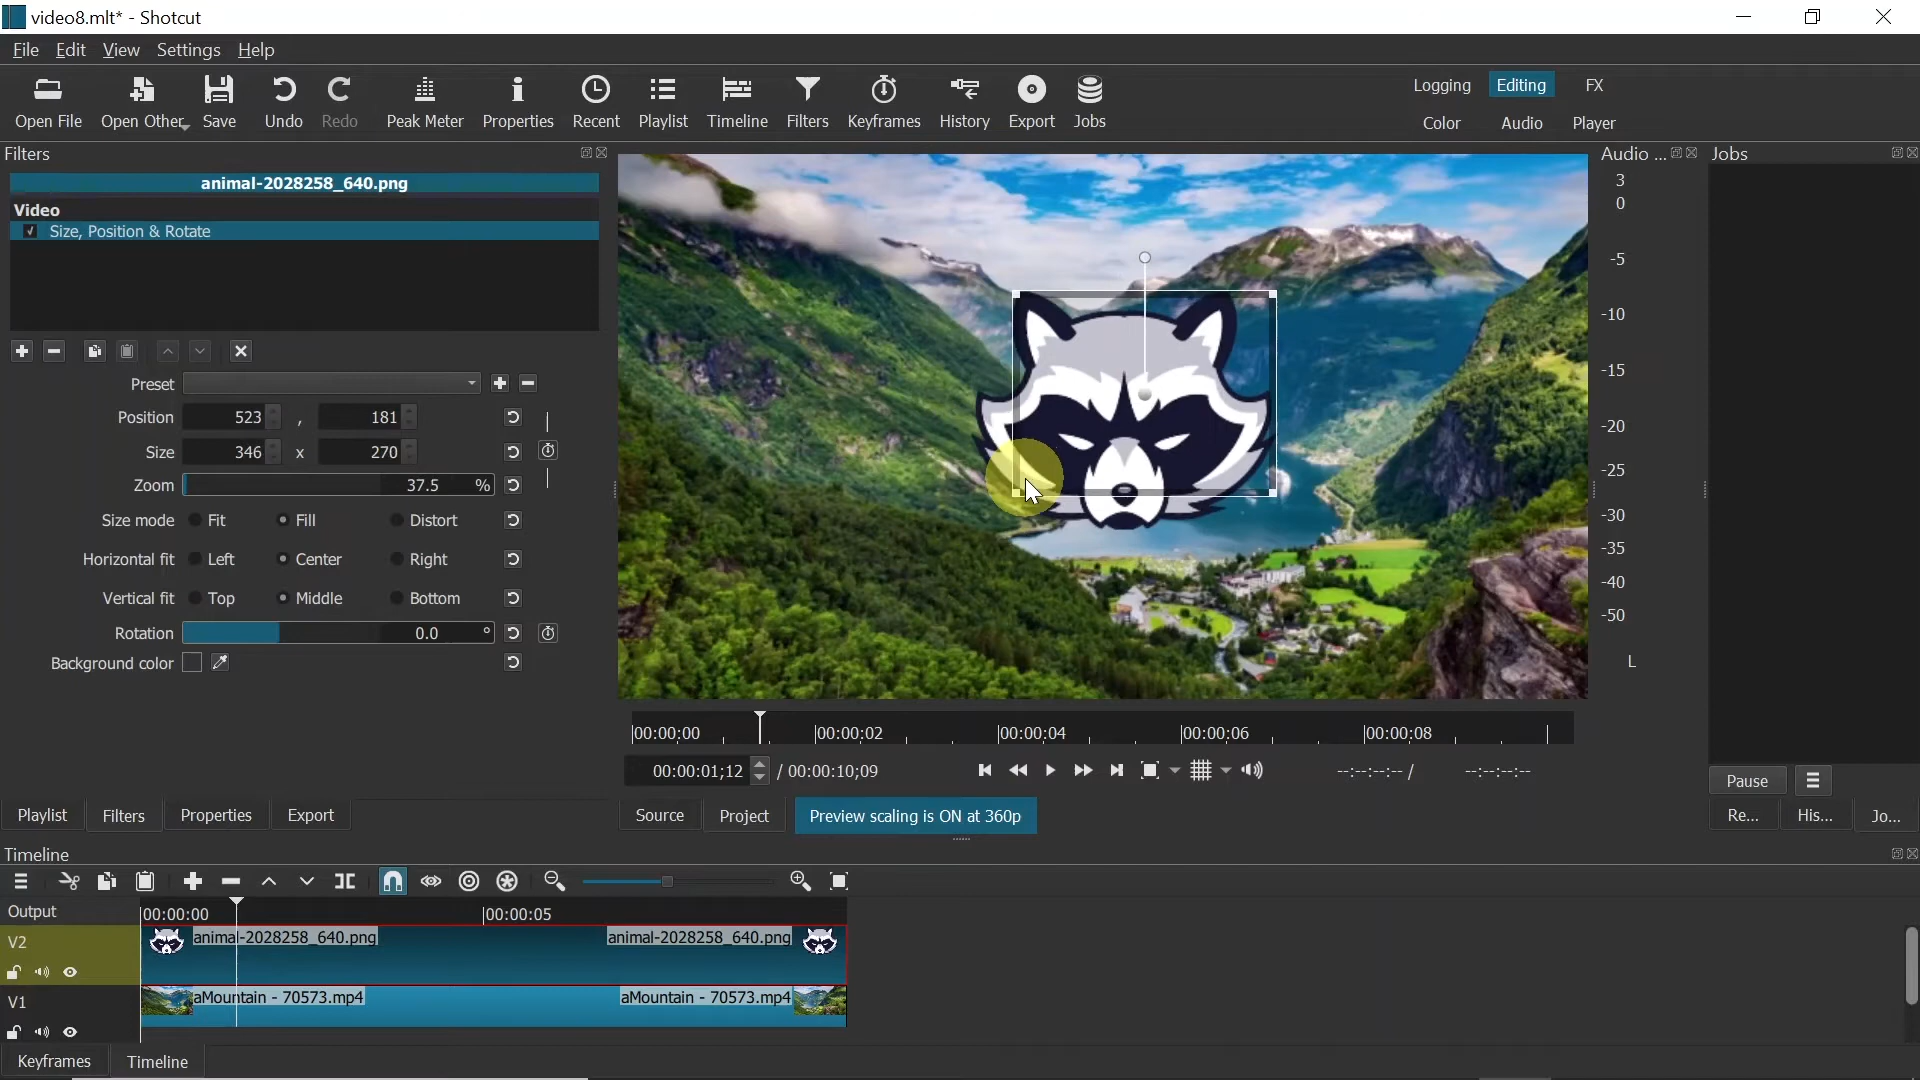 video8.mlt* - Shotcut
File Edit View Settings Help
Open File Open Other Save Undo Redo Peak Meter Properties Recent Playlist Timeline Filters Keyframes History Export Jobs
Logging Editing FX
Color Audio Player
Filters
animal-2028258_640.png
Video
Size, Position & Rotate
Preset
Position 523 , 181
Size 346 x 270
Zoom 37.5 %
Size mode Fit Fill Distort
Horizontal fit Left Center Right
Vertical fit Top Middle Bottom
Rotation 0.0 °
Background color
Playlist Filters Properties Export
00:00:00 00:00:02 00:00:04 00:00:06 00:00:08
00:00:01;12 / 00:00:10;09 --:--:--:-- / --:--:--:--
Source Project Preview scaling is ON at 360p
Audio ...
3
0
-5
-10
-15
-20
-25
-30
-35
-40
-50
L
Jobs
Pause
Re... His... Jo...
Timeline
Output 00:00:00 00:00:05
V2 animal-2028258_640.png animal-2028258_640.png
V1 aMountain - 70573.mp4 aMountain - 70573.mp4
Keyframes Timeline